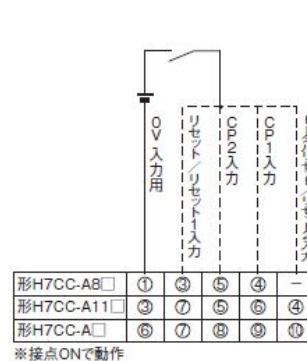 0V 入力用
リセット／リセット1入力
CP2入力
CP1入力
形H7CC-A8□ ① ③ ⑤ ④ －
形H7CC-A11□ ③ ⑦ ⑤ ⑥ ④
形H7CC-A□ ⑥ ⑦ ⑧ ⑨ ⑩
※接点ONで動作